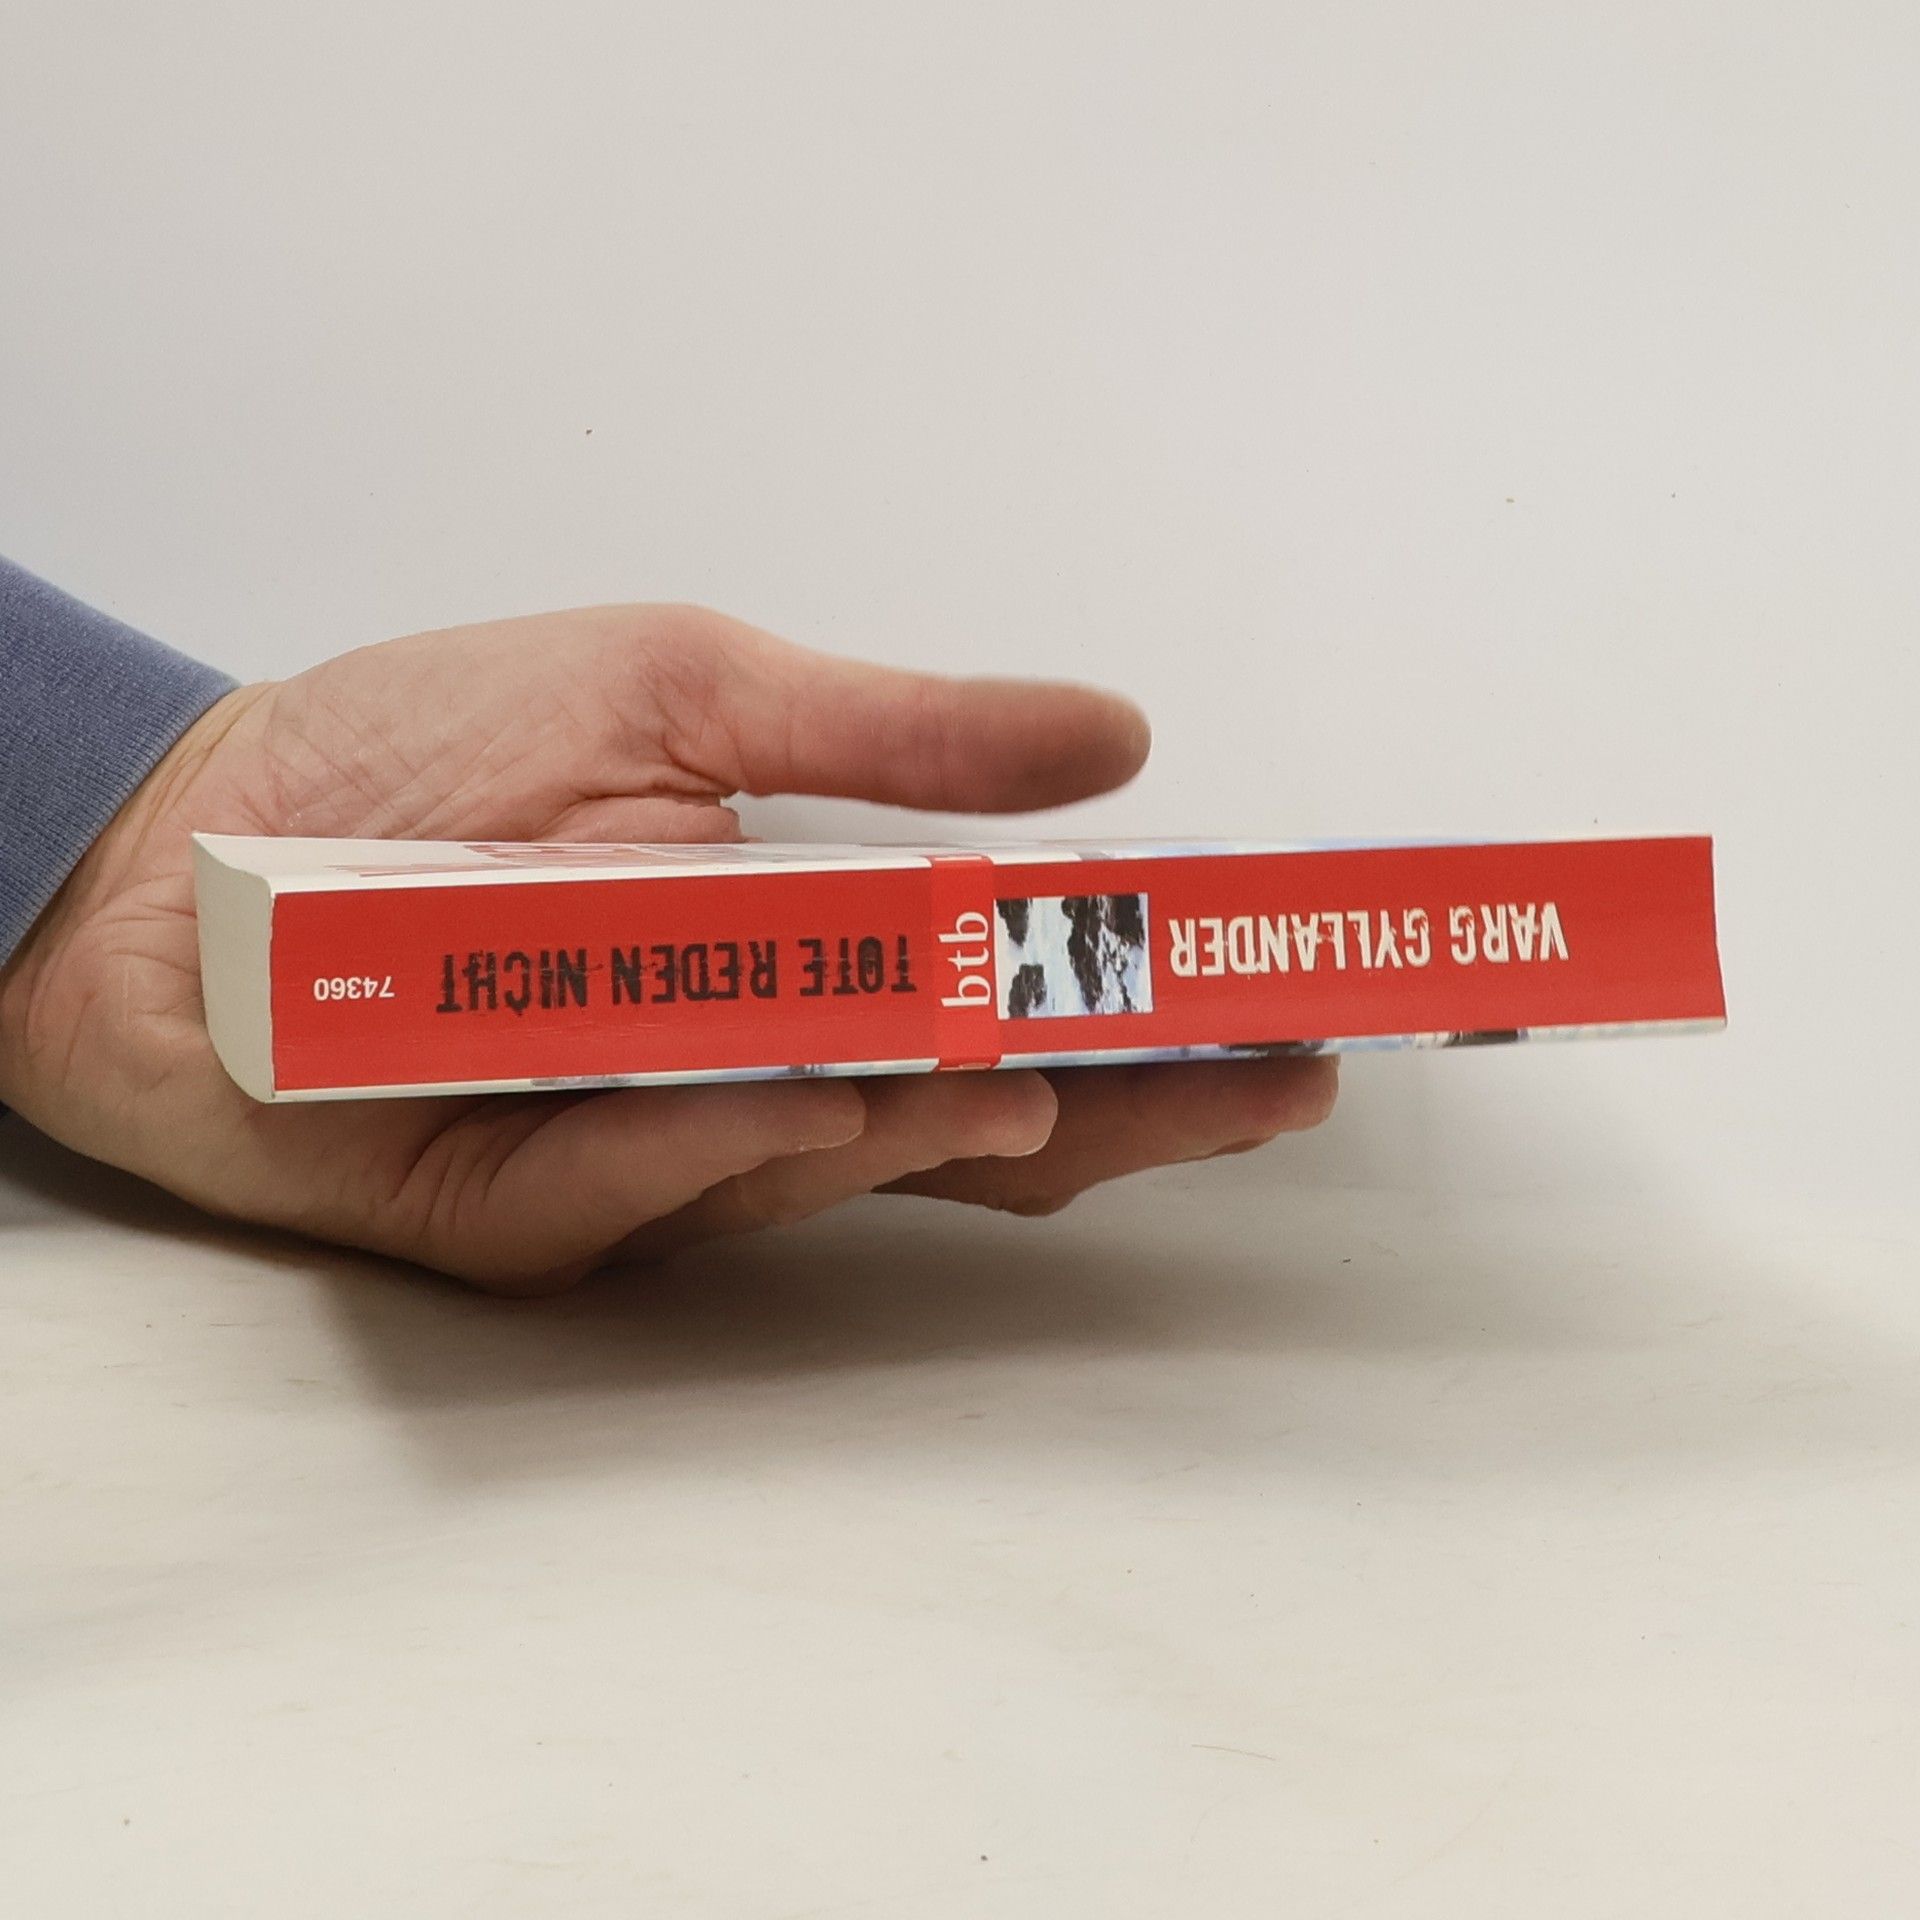 VARG GYLLANDER
btb
TOTE REDEN NICHT
74360